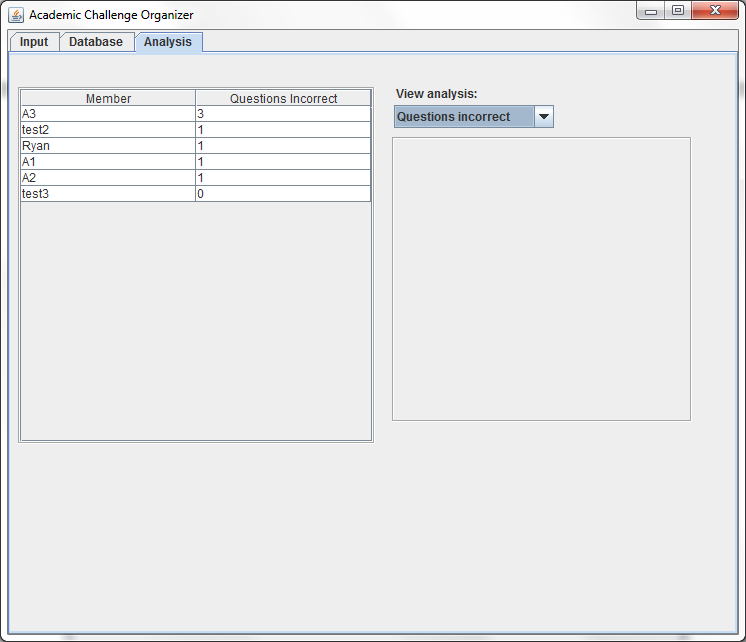 Academic Challenge Organizer
Input Database Analysis
Member Questions Incorrect
A3 3
test2 1
Ryan 1
A1 1
A2 1
test3 0
View analysis:
Questions incorrect